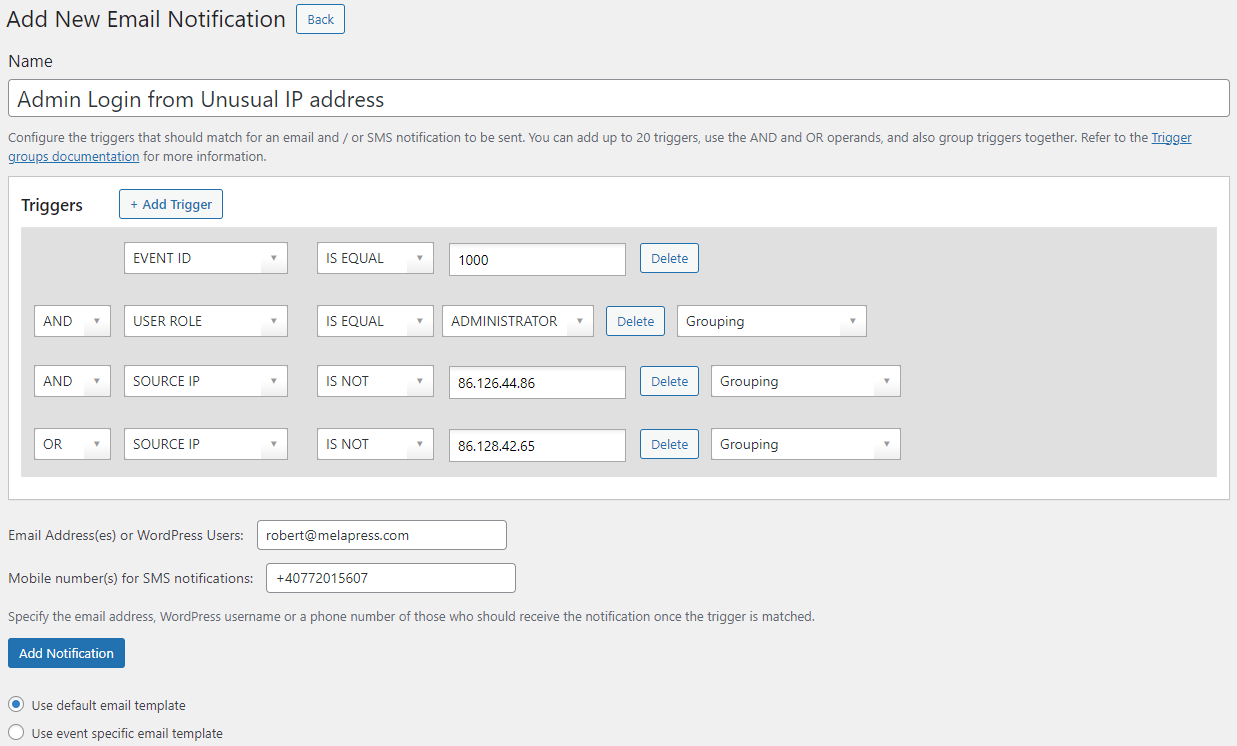 Add New Email Notification Back
Name
Admin Login from Unusual IP address
Configure the triggers that should match for an email and / or SMS notification to be sent. You can add up to 20 triggers, use the AND and OR operands, and also group triggers together. Refer to the Trigger
groups documentation for more information.
Triggers + Add Trigger
EVENT ID IS EQUAL 1000 Delete
AND USER ROLE IS EQUAL ADMINISTRATOR Delete Grouping
AND SOURCE IP IS NOT 86.126.44.86 Delete Grouping
OR SOURCE IP IS NOT 86.128.42.65 Delete Grouping
Email Address(es) or WordPress Users: robert@melapress.com
Mobile number(s) for SMS notifications: +40772015607
Specify the email address, WordPress username or a phone number of those who should receive the notification once the trigger is matched.
Add Notification
Use default email template
Use event specific email template